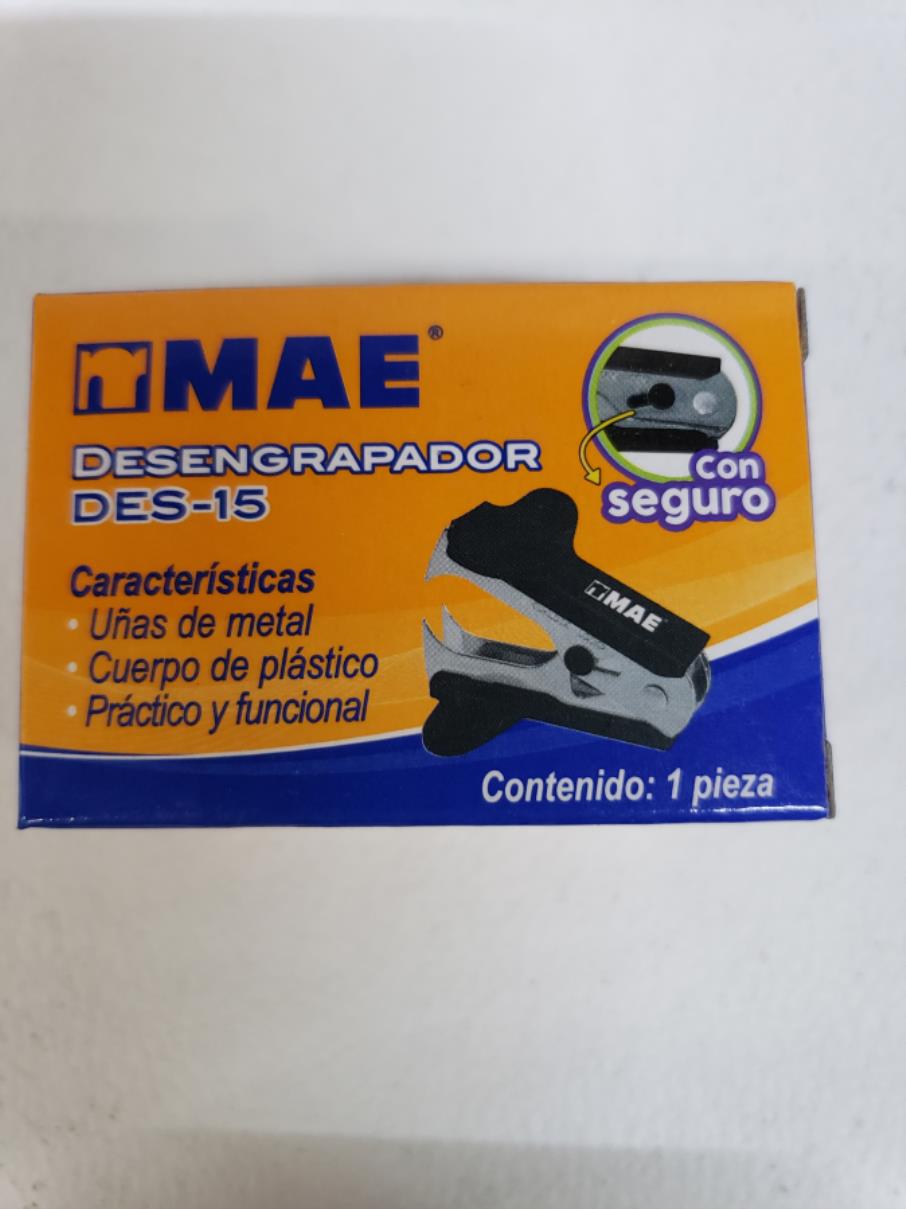 MAE®
DESENGRAPADOR
DES-15
Con
seguro
Características
• Uñas de metal
• Cuerpo de plástico
• Práctico y funcional
MAE
Contenido: 1 pieza